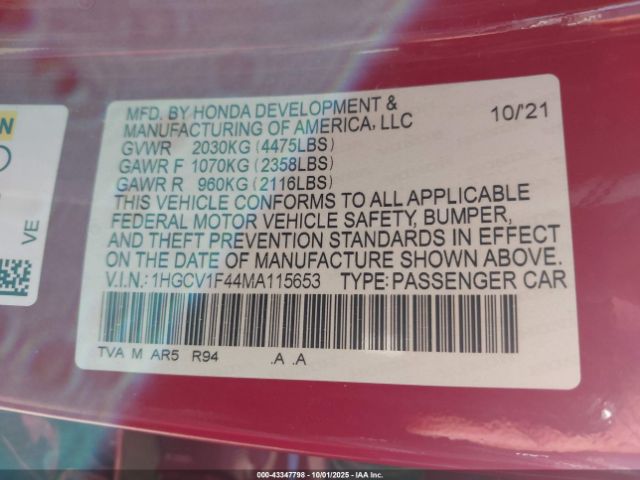 MFD. BY HONDA DEVELOPMENT & 10/21
MANUFACTURING OF AMERICA, LLC
GVWR 2030KG (4475LBS)
GAWR F 1070KG (2358LBS)
GAWR R 960KG (2116LBS)
THIS VEHICLE CONFORMS TO ALL APPLICABLE
FEDERAL MOTOR VEHICLE SAFETY, BUMPER,
AND THEFT PREVENTION STANDARDS IN EFFECT
ON THE DATE OF MANUFACTURE SHOWN ABOVE.
V.I.N.: 1HGCV1F44MA115653 TYPE: PASSENGER CAR
TVA M AR5 R94 .A .A
VE
000-43347798 - 10/01/2025 - IAA Inc.